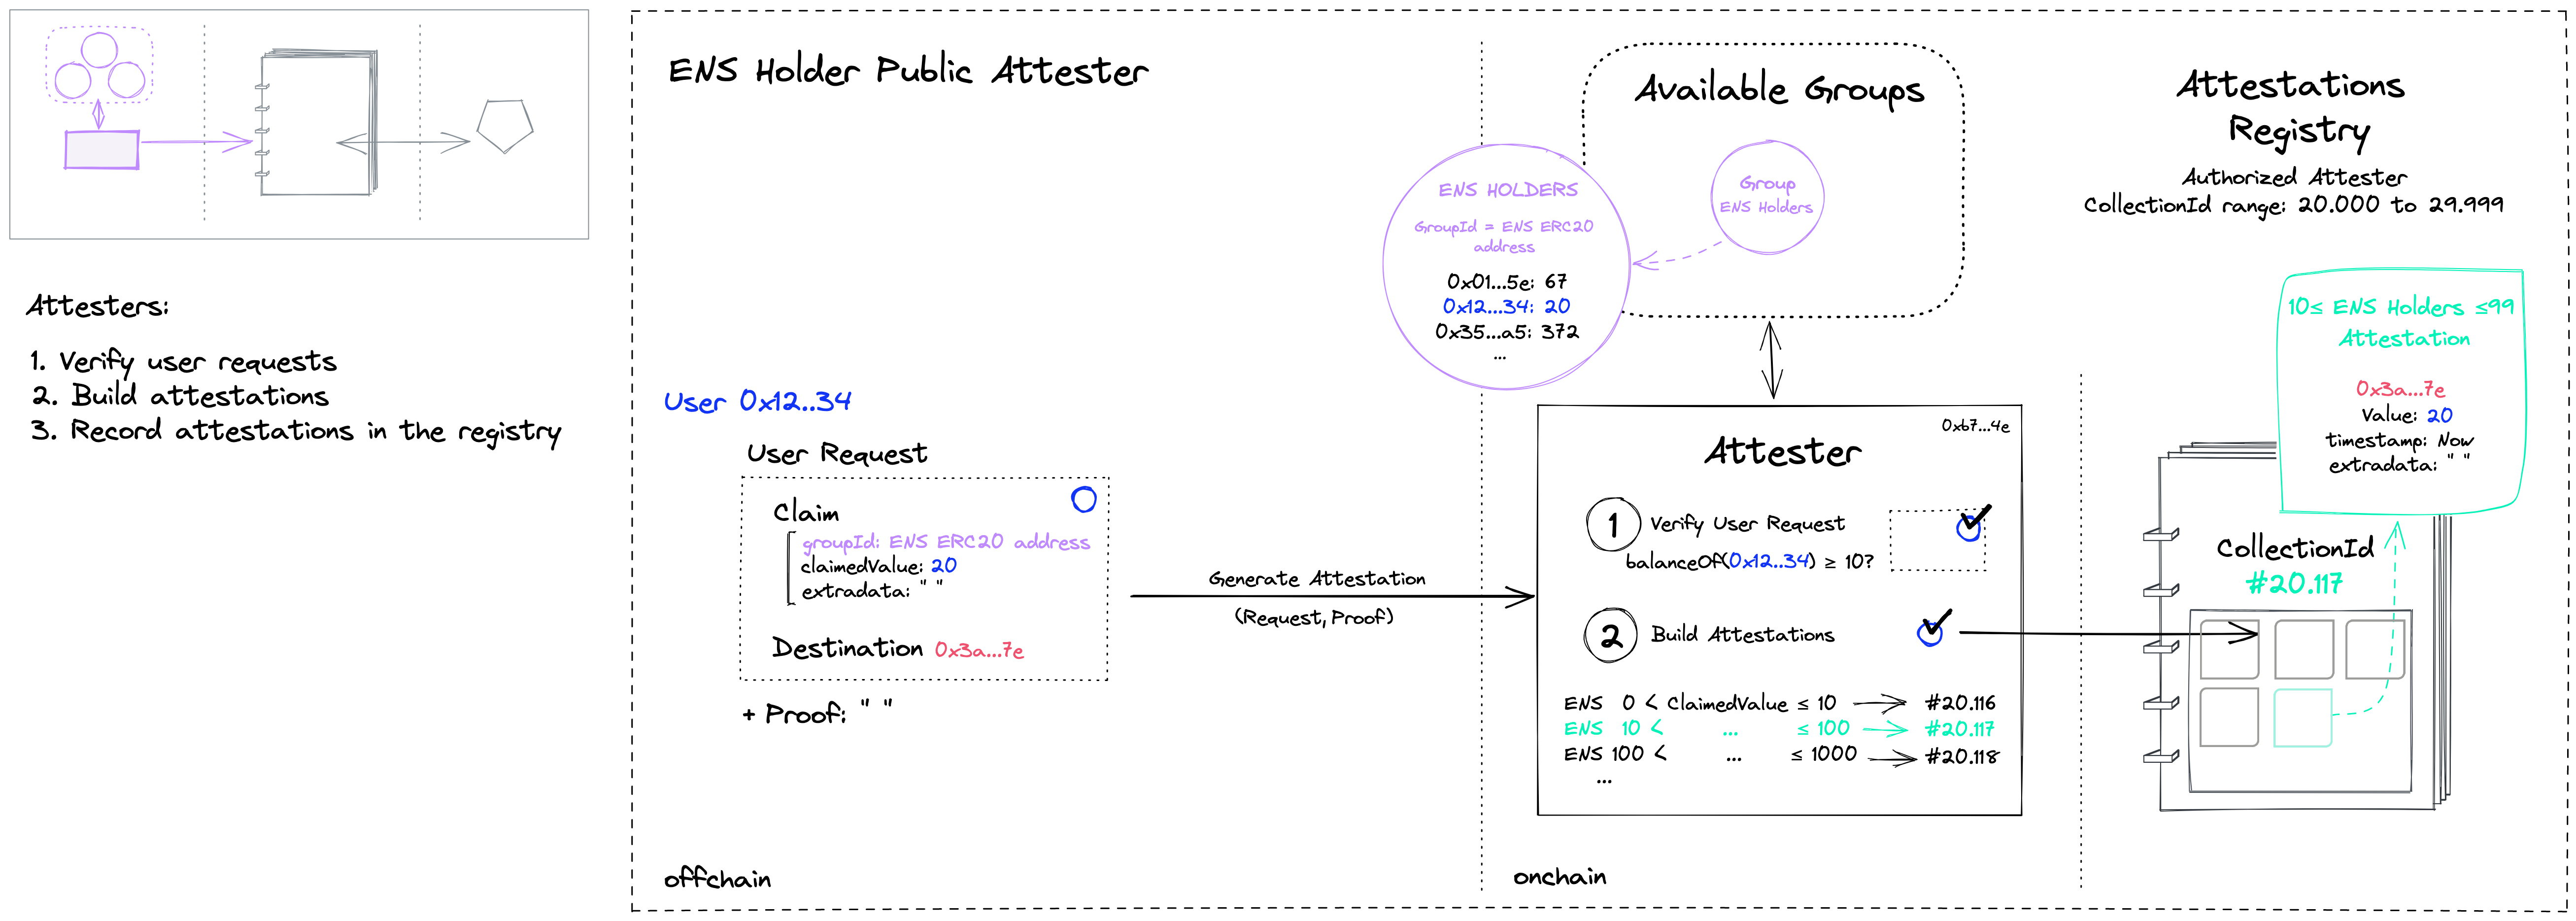 Attesters:
1. Verify user requests
2. Build attestations
3. Record attestations in the registry
ENS Holder Public Attester
User 0x12..34
User Request
Claim
groupId: ENS ERC20 address
claimedValue: 20
extradata: " "
Destination 0x3a...7e
+ Proof: " "
offchain
Generate Attestation
(Request, Proof)
Available Groups
Group
ENS Holders
ENS HOLDERS
GroupId = ENS ERC20
address
0x01...5e: 67
0x12...34: 20
0x35...a5: 372
...
0xb7...4e
Attester
1 Verify User Request
balanceOf(0x12..34) ≥ 10?
2 Build Attestations
ENS 0 < ClaimedValue ≤ 10 #20.116
ENS 10 < ... ≤ 100 #20.117
ENS 100 < ... ≤ 1000 #20.118
...
onchain
Attestations
Registry
Authorized Attester
CollectionId range: 20.000 to 29.999
10≤ ENS Holders ≤99
Attestation
0x3a...7e
Value: 20
timestamp: Now
extradata: " "
CollectionId
#20.117